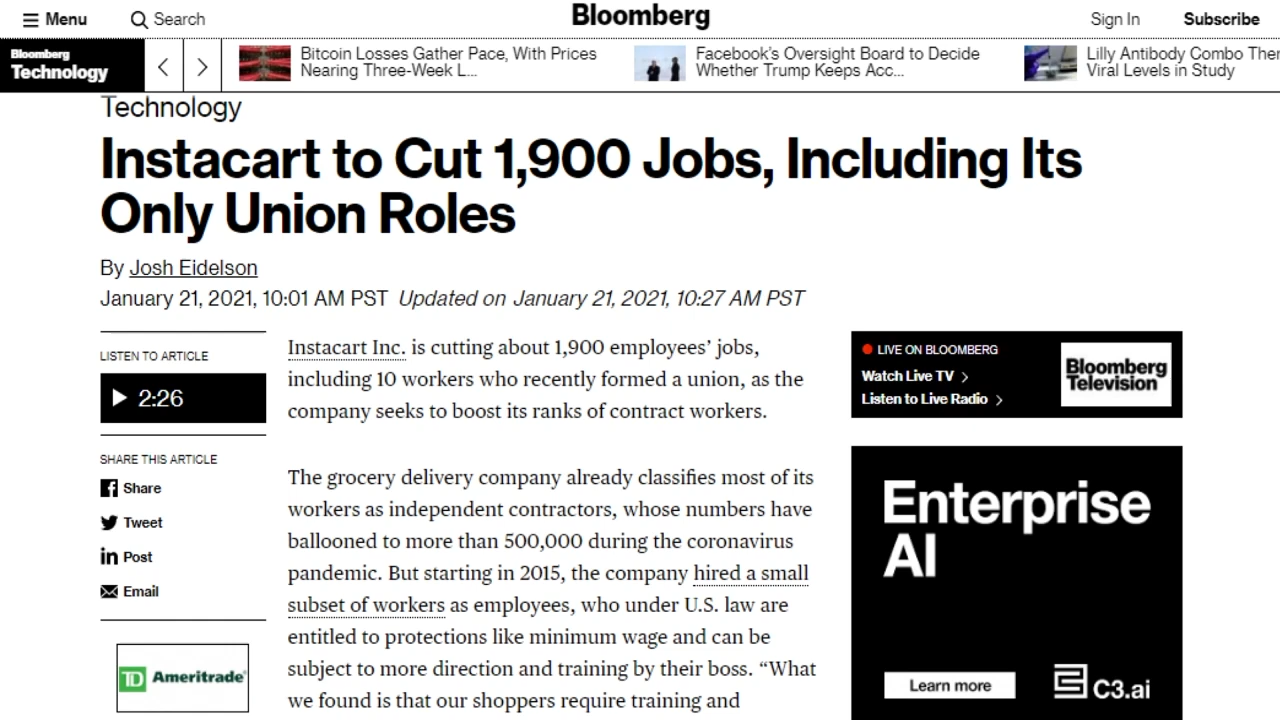 Menu
Search
Bloomberg
Sign In
Subscribe
Bloomberg
Technology
Bitcoin Losses Gather Pace, With Prices
Nearing Three-Week L...
Facebook's Oversight Board to Decide
Whether Trump Keeps Acc...
Lilly Antibody Combo Ther
Viral Levels in Study
Technology
Instacart to Cut 1,900 Jobs, Including Its
Only Union Roles
By Josh Eidelson
January 21, 2021, 10:01 AM PST Updated on January 21, 2021, 10:27 AM PST
LISTEN TO ARTICLE
2:26
SHARE THIS ARTICLE
Share
Tweet
Post
Email
TD Ameritrade
Instacart Inc. is cutting about 1,900 employees' jobs,
including 10 workers who recently formed a union, as the
company seeks to boost its ranks of contract workers.
The grocery delivery company already classifies most of its
workers as independent contractors, whose numbers have
ballooned to more than 500,000 during the coronavirus
pandemic. But starting in 2015, the company hired a small
subset of workers as employees, who under U.S. law are
entitled to protections like minimum wage and can be
subject to more direction and training by their boss. “What
we found is that our shoppers require training and
LIVE ON BLOOMBERG
Watch Live TV
Listen to Live Radio
Bloomberg
Television
Enterprise
AI
Learn more
C3.ai